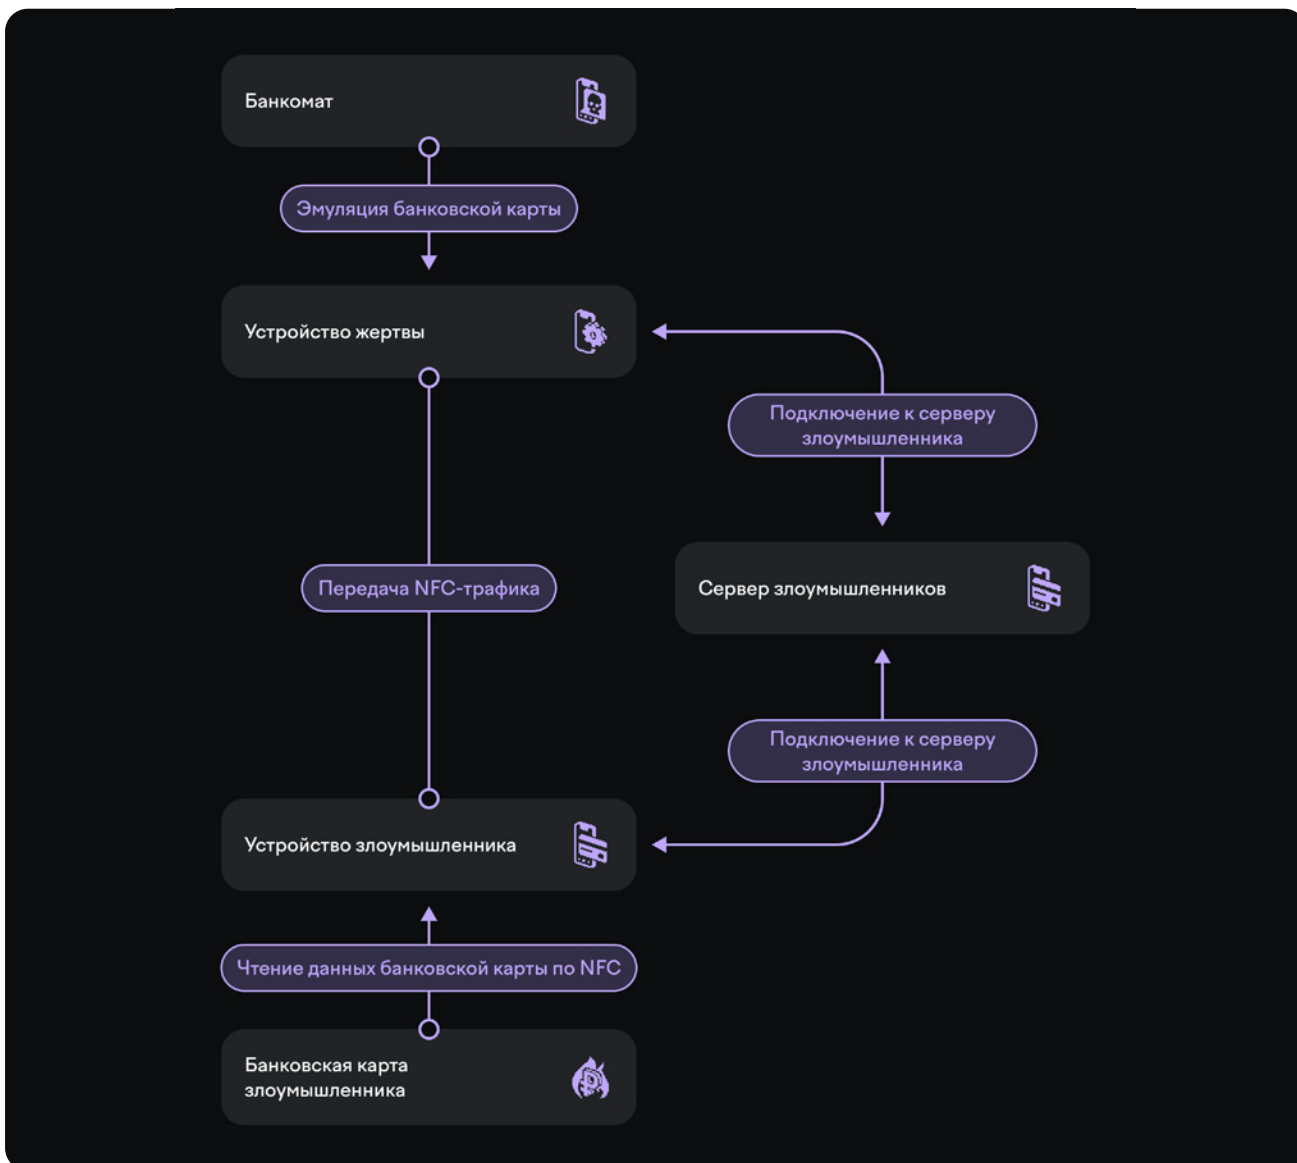 Банкомат
Эмуляция банковской карты
Устройство жертвы
Подключение к серверу
злоумышленника
Передача NFC-трафика
Сервер злоумышленников
Подключение к серверу
злоумышленника
Устройство злоумышленника
Чтение данных банковской карты по NFC
Банковская карта
злоумышленника